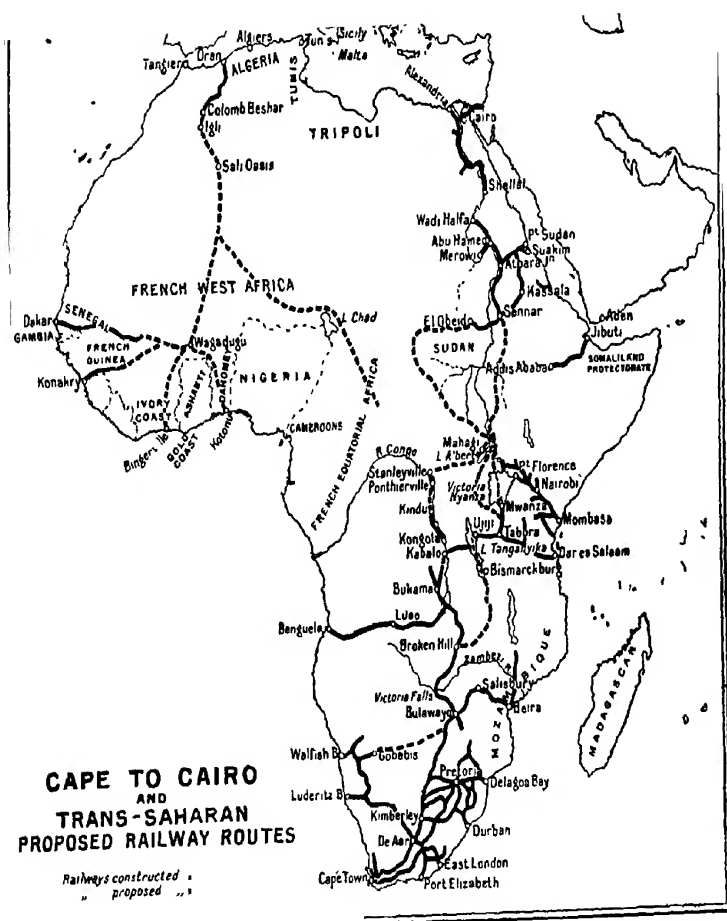 Sicily
Algiers
Tunis
Malta
Oran
Tangiers
ALGERIA
TUNIS
Alexandria
Cairo
Colomb Beshar
Igli
TRIPOLI
Sali Oasis
Shellal
Wadi Halfa
Pt Sudan
Abu Hamed
Suakim
Merowi
Atbara Jn
Kassala
FRENCH WEST AFRICA
Sennar
L. Chad
El Obeid
Aden
Jibuti
Dakar
SENEGAL
GAMBIA
Wagadugu
SUDAN
FRENCH GUINEA
SOMALILAND PROTECTORATE
Addis Ababa
NIGERIA
Konakry
DAHOMEY
ASHANTI
IVORY COAST
FRENCH EQUATORIAL AFRICA
CAMEROONS
Mahagi
GOLD COAST
Kotonu
L. Albert
R. Congo
Pt Florence
Stanleyville
Nairobi
Ponthierville
Victoria Nyanza
Kindu
Mwanza
Ujiji
Mombasa
Kongola
Tabora
Kabalo
L. Tanganyika
Dar es Salaam
Bismarckbur
Bukama
Benguela
Broken Hill
Zambezi R
MOZAMBIQUE
Salisbury
Victoria Falls
Beira
Bulawayo
MADAGASCAR
Walfish B
Gobabis
CAPE TO CAIRO
AND
TRANS-SAHARAN
PROPOSED RAILWAY ROUTES
Pretoria
Delagoa Bay
Luderitz B
Kimberley
Durban
De Aar
East London
Railways constructed
" proposed "
Cape Town
Port Elizabeth